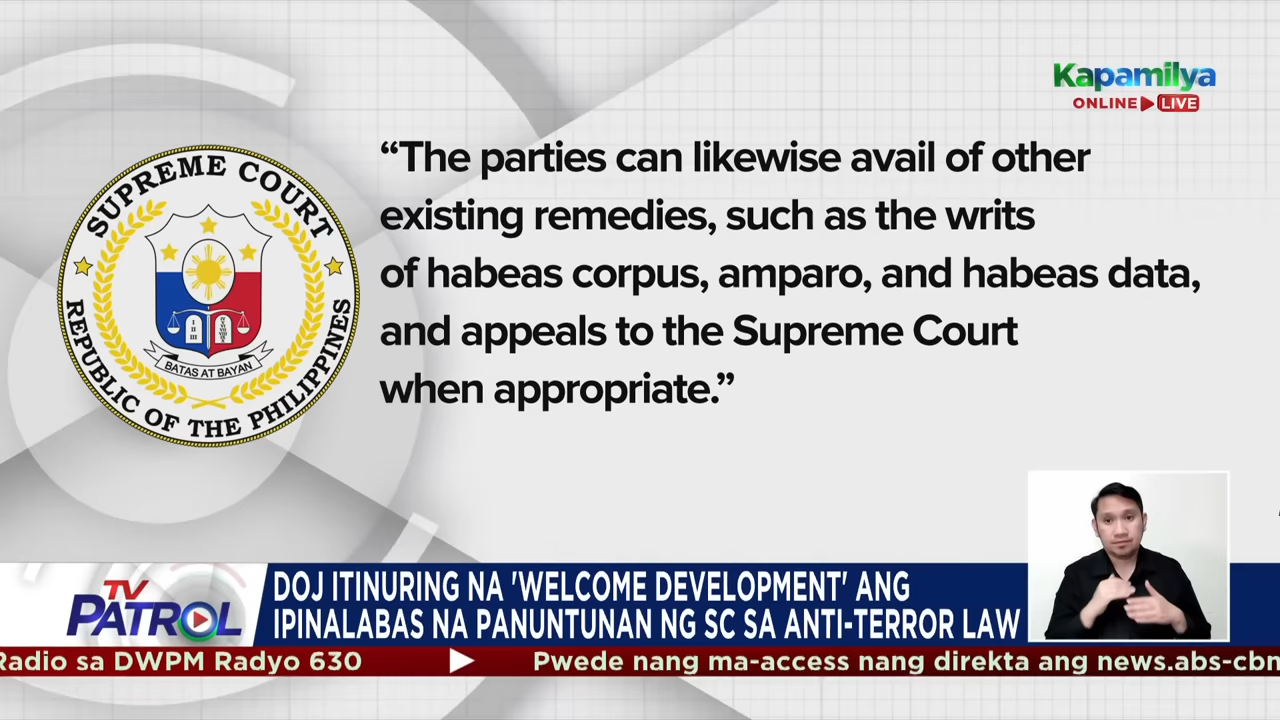 Kapamilya
ONLINE LIVE
“The parties can likewise avail of other
existing remedies, such as the writs
of habeas corpus, amparo, and habeas data,
and appeals to the Supreme Court
when appropriate.”
SUPREME COURT
REPUBLIC OF THE PHILIPPINES
BATAS AT BAYAN
TV
PATROL
DOJ ITINURING NA 'WELCOME DEVELOPMENT' ANG
IPINALABAS NA PANUNTUNAN NG SC SA ANTI-TERROR LAW
Radio sa DWPM Radyo 630 Pwede nang ma-access nang direkta ang news.abs-cbn